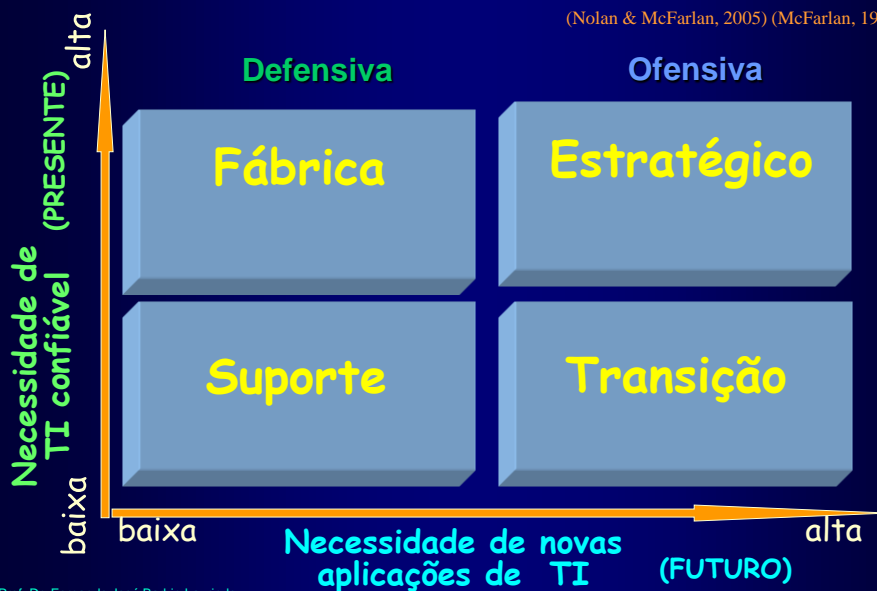 (Nolan & McFarlan, 2005) (McFarlan, 19
alta
Defensiva
Ofensiva
Necessidade de
TI confiável (PRESENTE)
Fábrica
Estratégico
Suporte
Transição
baixa
baixa
alta
Necessidade de novas
aplicações de TI
(FUTURO)